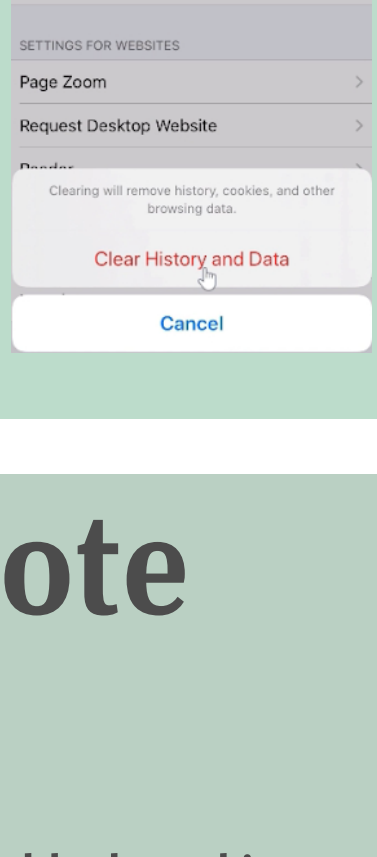 SETTINGS FOR WEBSITES
Page Zoom
Request Desktop Website
Reader
Clearing will remove history, cookies, and other
browsing data.
Clear History and Data
Cancel
ote